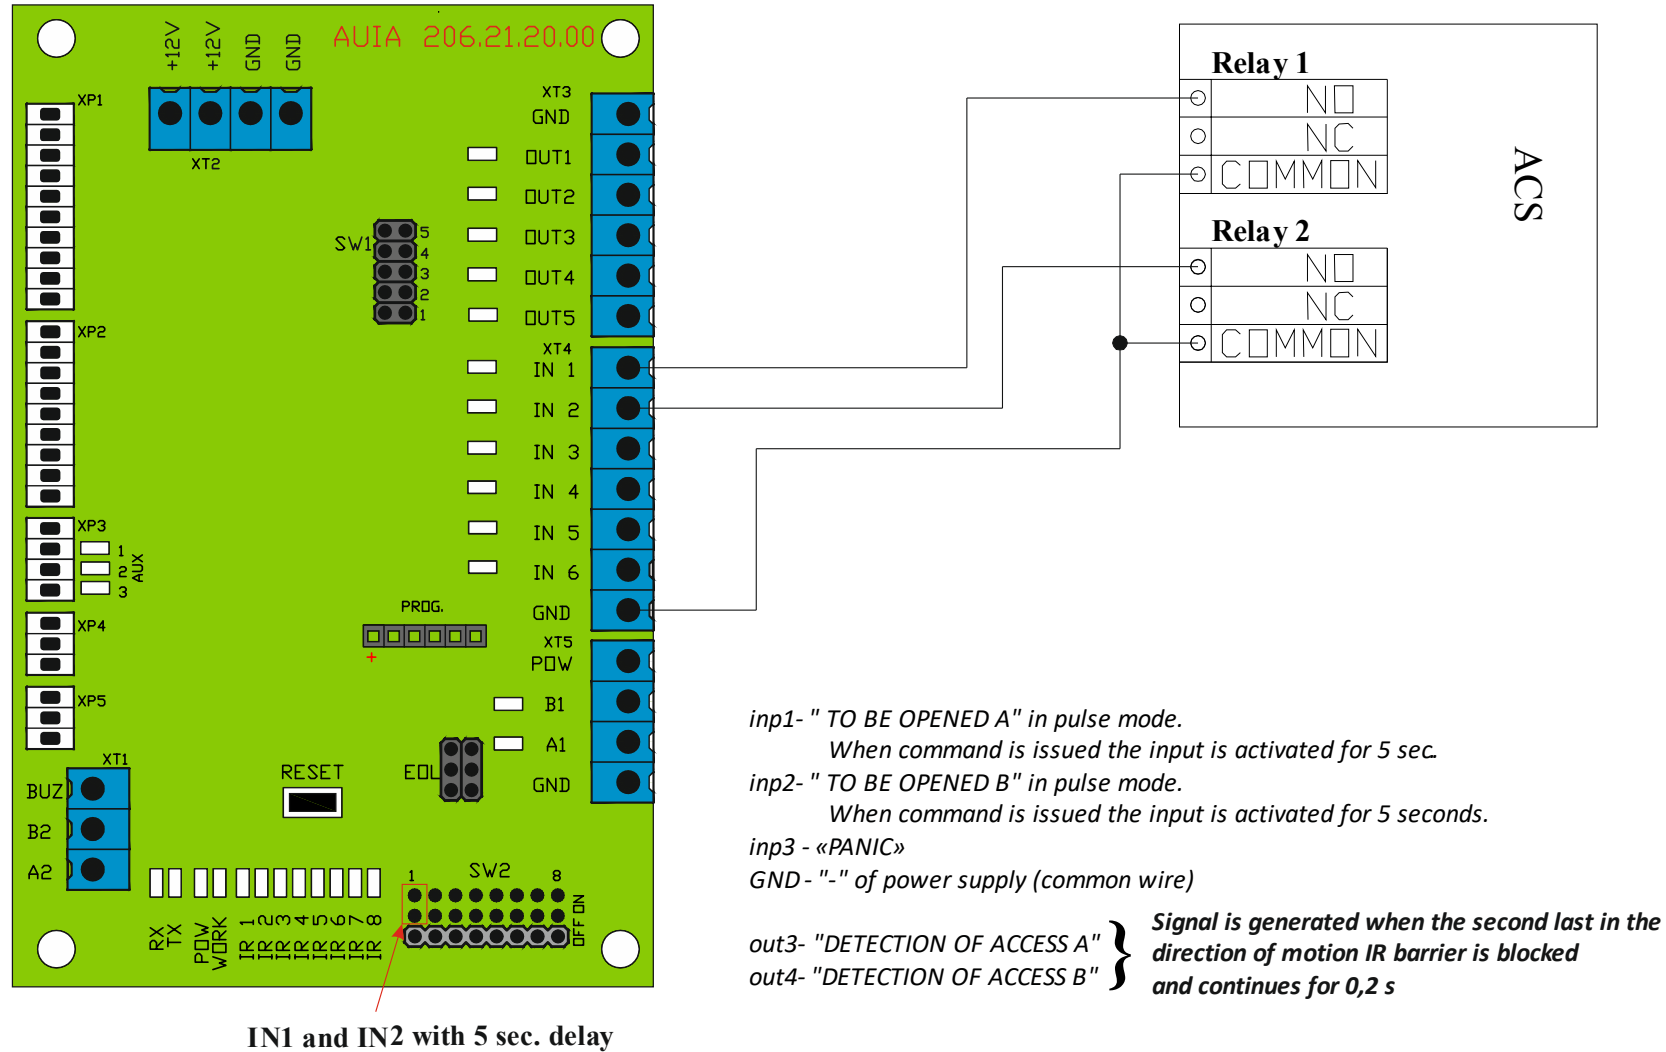 AUIA 206.21.20.00
+12V
+12V
GND
GND
XT2
XP1
XP2
XP3
1
2
3
AUX
XP4
XP5
XT1
BUZ
B2
A2
SW1
5
4
3
2
1
XT3
GND
OUT1
OUT2
OUT3
OUT4
OUT5
XT4
IN 1
IN 2
IN 3
IN 4
IN 5
IN 6
GND
XT5
POW
B1
A1
GND
PROG.
+
EOL
RESET
RX
TX
POW
WORK
IR 1
IR 2
IR 3
IR 4
IR 5
IR 6
IR 7
IR 8
1
SW2
8
OFF ON
IN1 and IN2 with 5 sec. delay
Relay 1
NO
NC
COMMON
Relay 2
NO
NC
COMMON
ACS
inp1- " TO BE OPENED A" in pulse mode.
When command is issued the input is activated for 5 sec.
inp2- " TO BE OPENED B" in pulse mode.
When command is issued the input is activated for 5 seconds.
inp3 - «PANIC»
GND - "-" of power supply (common wire)
out3- "DETECTION OF ACCESS A"
out4- "DETECTION OF ACCESS B"
}
Signal is generated when the second last in the
direction of motion IR barrier is blocked
and continues for 0,2 s